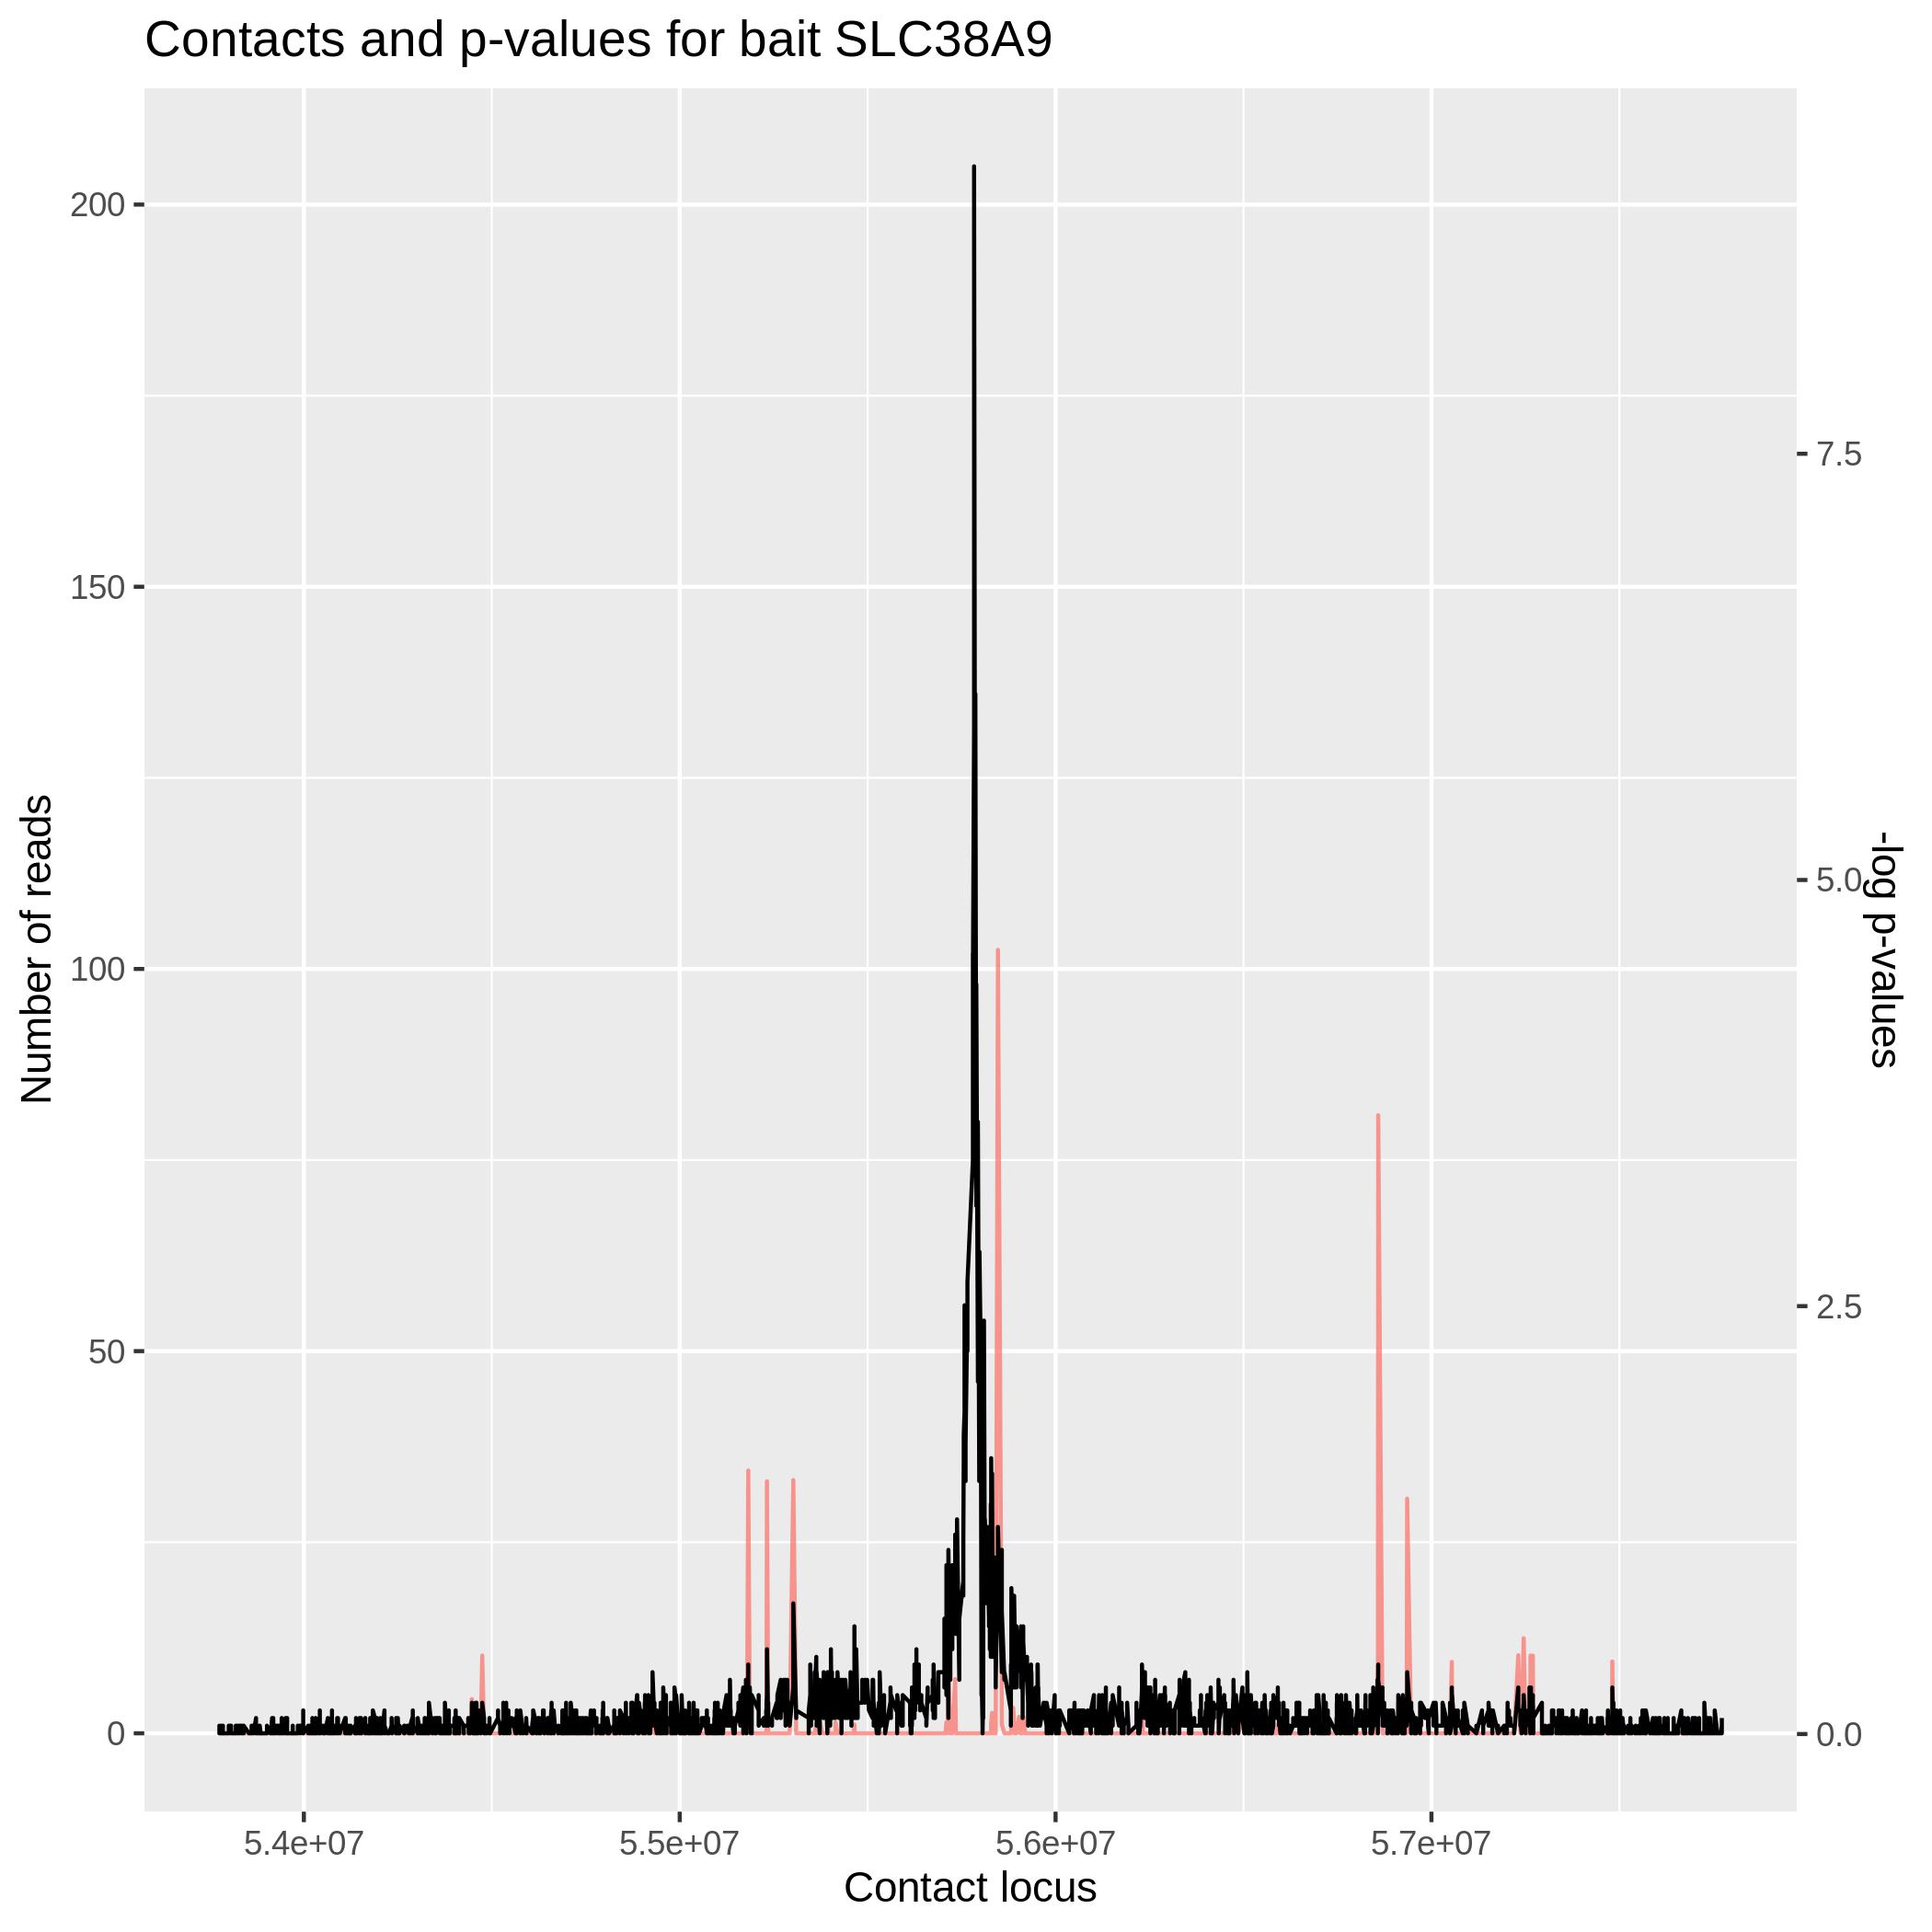 Contacts and p-values for bait SLC38A9
200
150
100
50
0
Number of reads
7.5
5.0
2.5
0.0
-log p-values
5.4e+07
5.5e+07
5.6e+07
5.7e+07
Contact locus